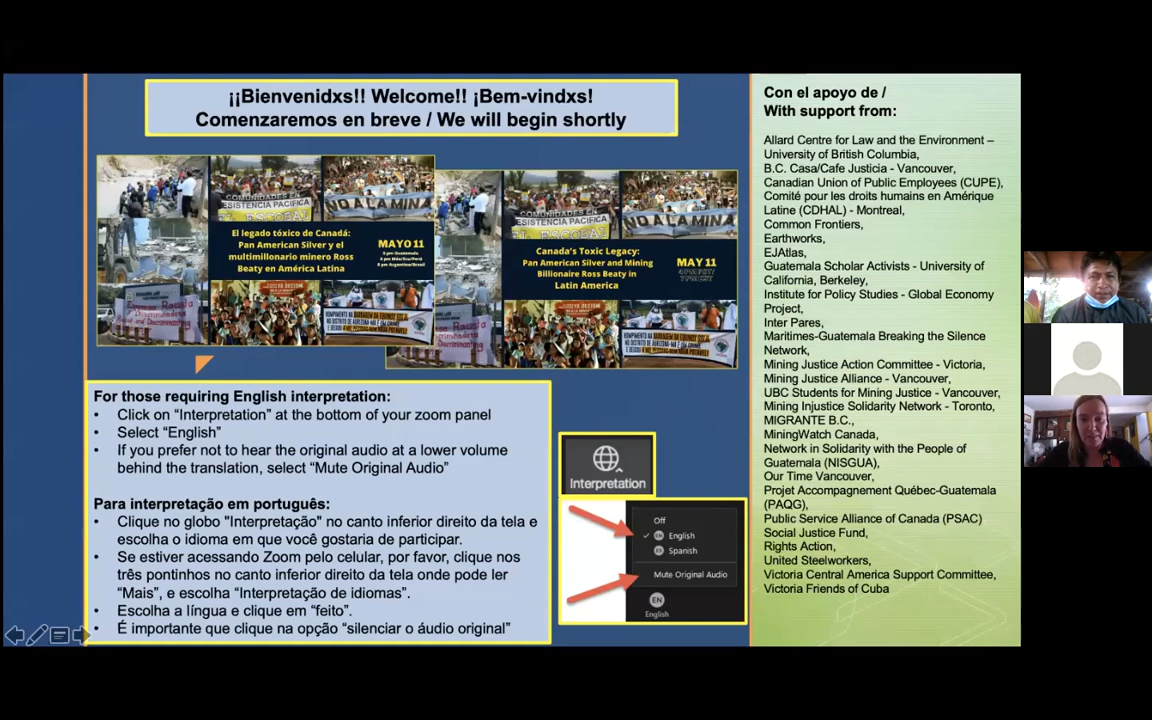 ¡¡Bienvenidxs!! Welcome!! ¡Bem-vindxs!
Comenzaremos en breve / We will begin shortly
COMUNIDADES EN
RESISTENCIA PACIFICA
EL ESCOBAL
NO A LA MINA
El legado tóxico de Canadá:
Pan American Silver y el
multimillonario minero Ross
Beaty en América Latina
MAYO 11
Canada's Toxic Legacy:
Pan American Silver and Mining
Billionaire Ross Beaty in
Latin America
MAY 11
For those requiring English interpretation:
• Click on “Interpretation” at the bottom of your zoom panel
• Select “English”
• If you prefer not to hear the original audio at a lower volume
behind the translation, select “Mute Original Audio”
Para interpretação em português:
• Clique no globo "Interpretação" no canto inferior direito da tela e
escolha o idioma em que você gostaria de participar.
• Se estiver acessando Zoom pelo celular, por favor, clique nos
três pontinhos no canto inferior direito da tela onde pode ler
“Mais”, e escolha “Interpretação de idiomas”.
• Escolha a língua e clique em “feito”.
• É importante que clique na opção “silenciar o áudio original”
Interpretation
Off
EN English
ES Spanish
Mute Original Audio
EN
English
Con el apoyo de /
With support from:
Allard Centre for Law and the Environment –
University of British Columbia,
B.C. Casa/Cafe Justicia - Vancouver,
Canadian Union of Public Employees (CUPE),
Comité pour les droits humains en Amérique
Latine (CDHAL) - Montreal,
Common Frontiers,
Earthworks,
EJAtlas,
Guatemala Scholar Activists - University of
California, Berkeley,
Institute for Policy Studies - Global Economy
Project,
Inter Pares,
Maritimes-Guatemala Breaking the Silence
Network,
Mining Justice Action Committee - Victoria,
Mining Justice Alliance - Vancouver,
UBC Students for Mining Justice - Vancouver,
Mining Injustice Solidarity Network - Toronto,
MIGRANTE B.C.,
MiningWatch Canada,
Network in Solidarity with the People of
Guatemala (NISGUA),
Our Time Vancouver,
Projet Accompagnement Québec-Guatemala
(PAQG),
Public Service Alliance of Canada (PSAC)
Social Justice Fund,
Rights Action,
United Steelworkers,
Victoria Central America Support Committee,
Victoria Friends of Cuba